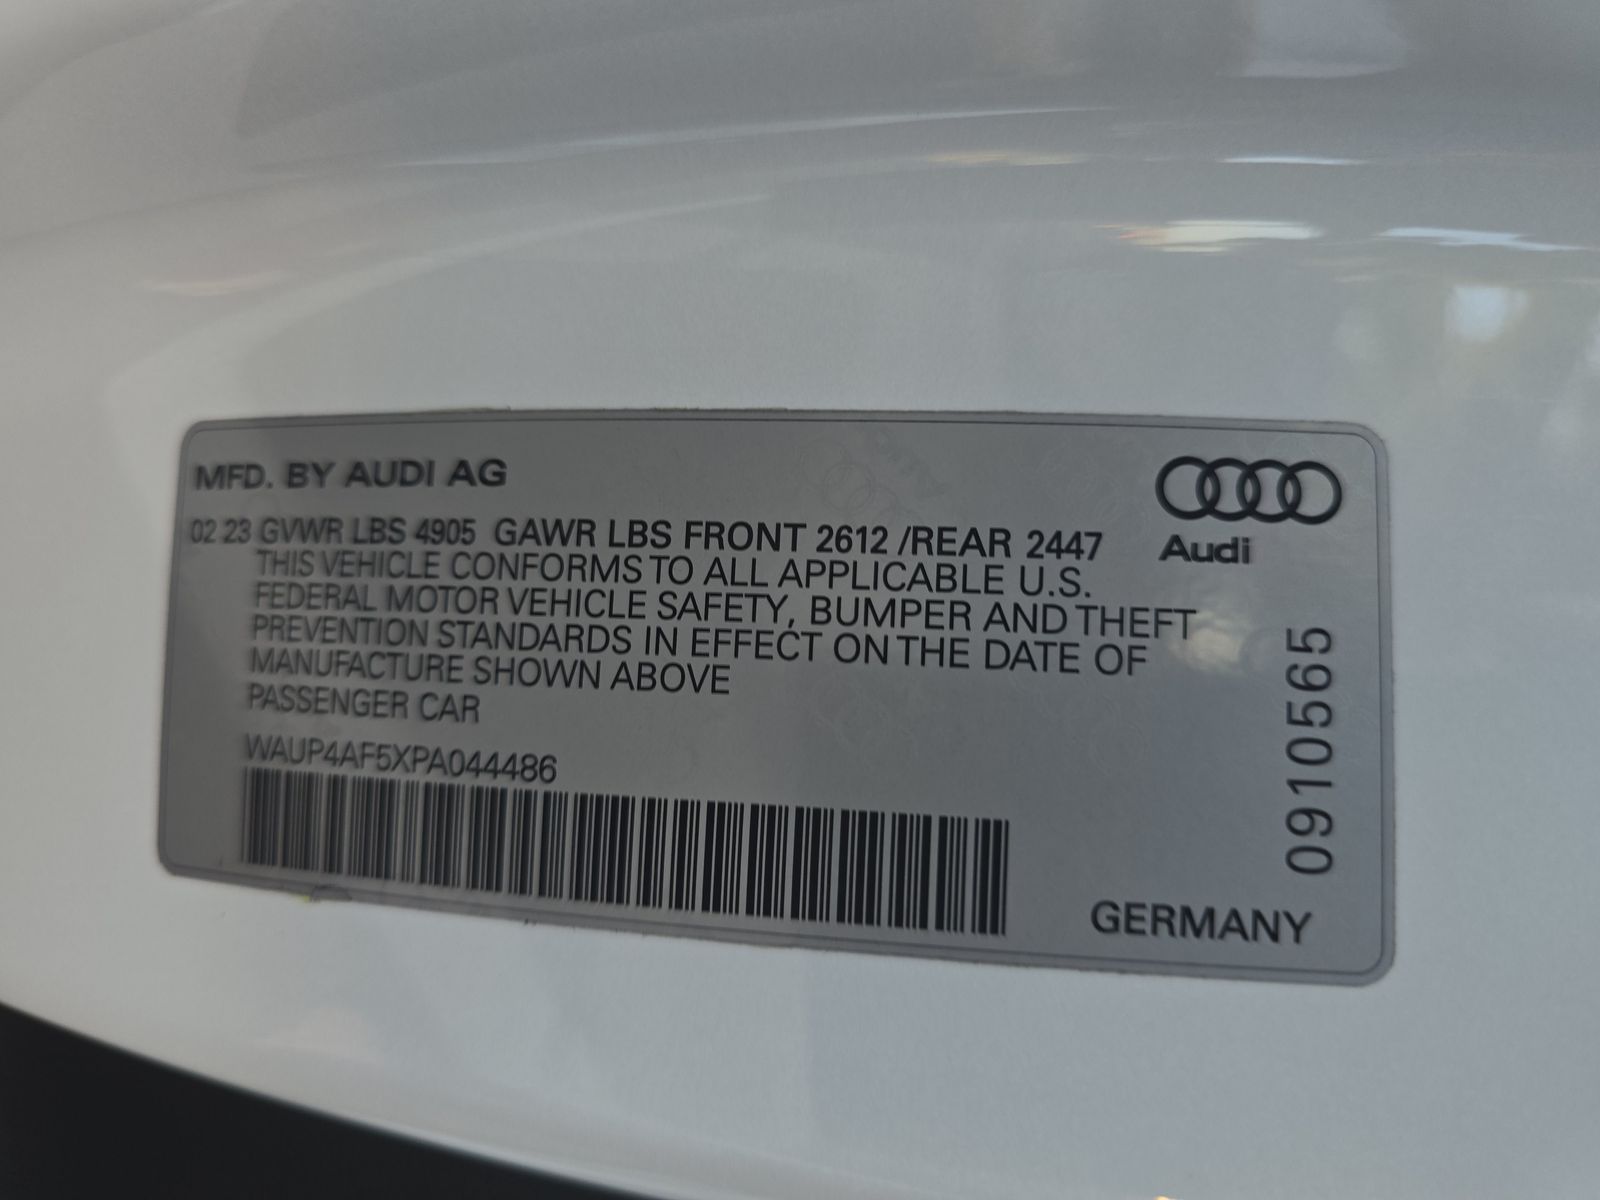 MFD. BY AUDI AG
02 23 GVWR LBS 4905 GAWR LBS FRONT 2612 /REAR 2447
THIS VEHICLE CONFORMS TO ALL APPLICABLE U.S.
FEDERAL MOTOR VEHICLE SAFETY, BUMPER AND THEFT
PREVENTION STANDARDS IN EFFECT ON THE DATE OF
MANUFACTURE SHOWN ABOVE
PASSENGER CAR
WAUP4AF5XPA044486
Audi
0910565
GERMANY